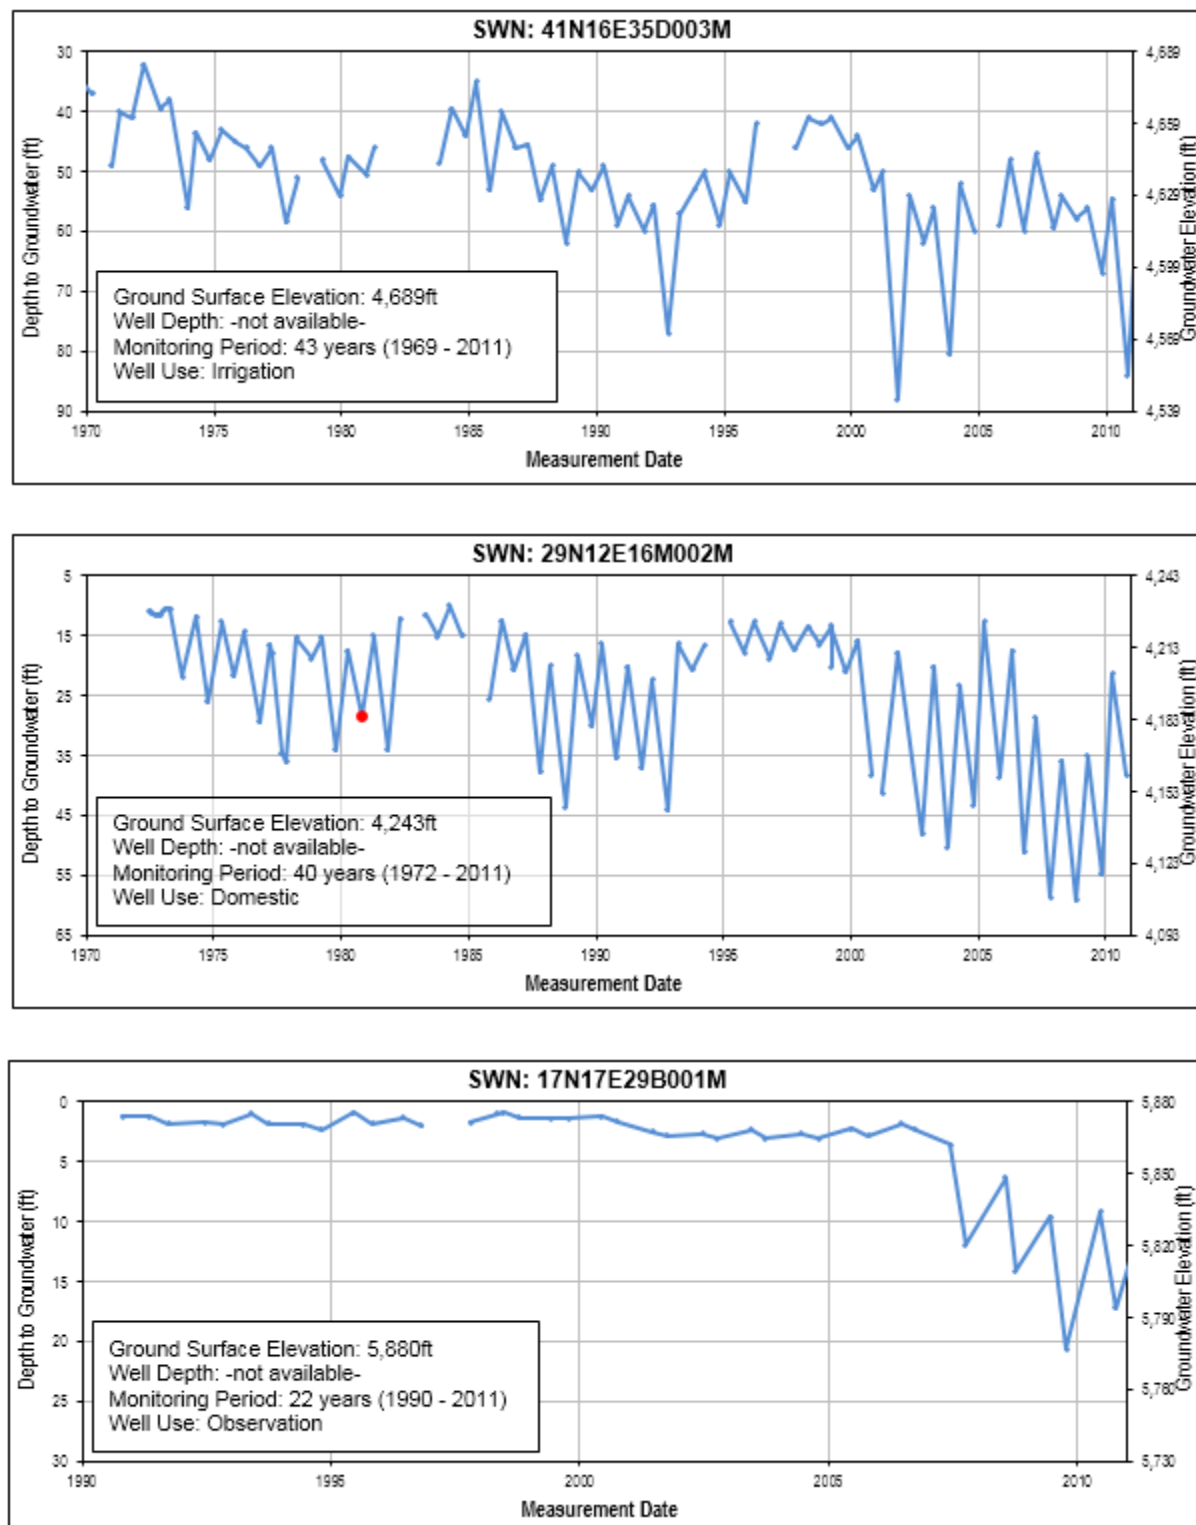 SWN: 41N16E35D003M
30
40
50
60
70
80
90
Depth to Groundwater (ft)
4,689
4,659
4,629
4,599
4,569
4,539
Groundwater Elevation (ft)
Ground Surface Elevation: 4,689ft
Well Depth: -not available-
Monitoring Period: 43 years (1969 - 2011)
Well Use: Irrigation
1970 1975 1980 1985 1990 1995 2000 2005 2010
Measurement Date
SWN: 29N12E16M002M
5
15
25
35
45
55
65
Depth to Groundwater (ft)
4,243
4,213
4,183
4,153
4,123
4,093
Groundwater Elevation (ft)
Ground Surface Elevation: 4,243ft
Well Depth: -not available-
Monitoring Period: 40 years (1972 - 2011)
Well Use: Domestic
1970 1975 1980 1985 1990 1995 2000 2005 2010
Measurement Date
SWN: 17N17E29B001M
0
5
10
15
20
25
30
Depth to Groundwater (ft)
5,880
5,850
5,820
5,790
5,760
5,730
Groundwater Elevation (ft)
Ground Surface Elevation: 5,880ft
Well Depth: -not available-
Monitoring Period: 22 years (1990 - 2011)
Well Use: Observation
1990 1995 2000 2005 2010
Measurement Date